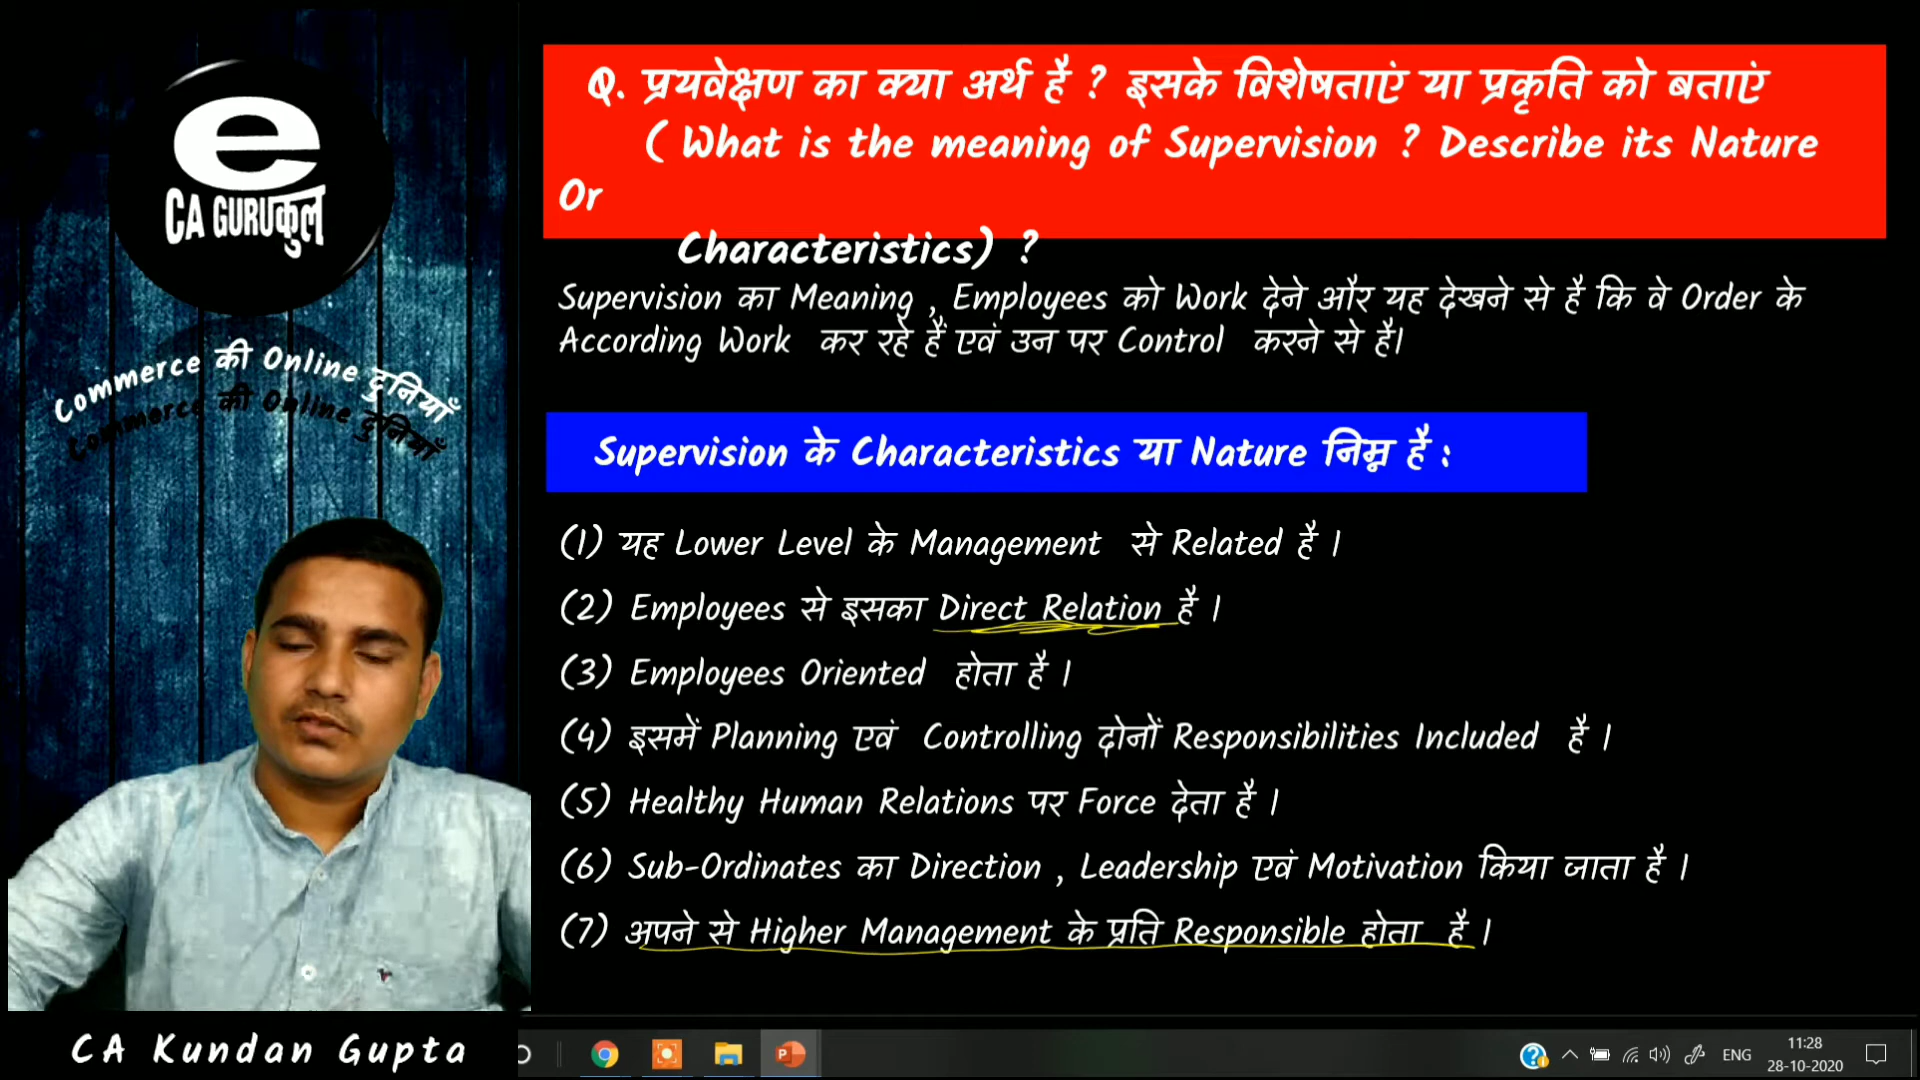 e
CA GURUकुल
Commerce की Online दुनियाँ
Commerce की Online दुनियाँ
Q. प्रयवेक्षण का क्या अर्थ है ? इसके विशेषताएं या प्रकृति को बताएं
( What is the meaning of Supervision ? Describe its Nature
Or
Characteristics) ?
Supervision का Meaning , Employees को Work देने और यह देखने से है कि वे Order के
According Work कर रहे हैं एवं उन पर Control करने से है।
Supervision के Characteristics या Nature निम्न है :
(1) यह Lower Level के Management से Related है ।
(2) Employees से इसका Direct Relation है ।
(3) Employees Oriented होता है ।
(4) इसमें Planning एवं Controlling दोनों Responsibilities Included है ।
(5) Healthy Human Relations पर Force देता है ।
(6) Sub-Ordinates का Direction , Leadership एवं Motivation किया जाता है ।
(7) अपने से Higher Management के प्रति Responsible होता है ।
CA Kundan Gupta
ENG
11:28
28-10-2020